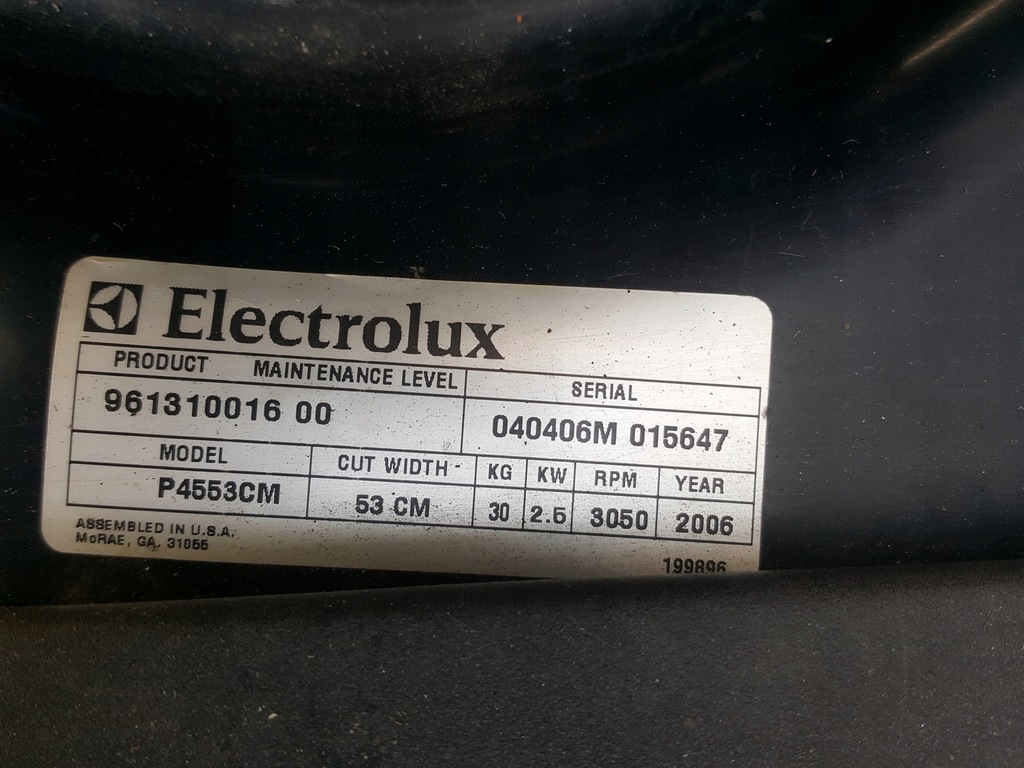 Electrolux
PRODUCT MAINTENANCE LEVEL SERIAL
961310016 00 040406M 015647
MODEL CUT WIDTH KG KW RPM YEAR
P4553CM 53 CM 30 2.5 3050 2006
ASSEMBLED IN U.S.A.
McRAE, GA. 31055
199896